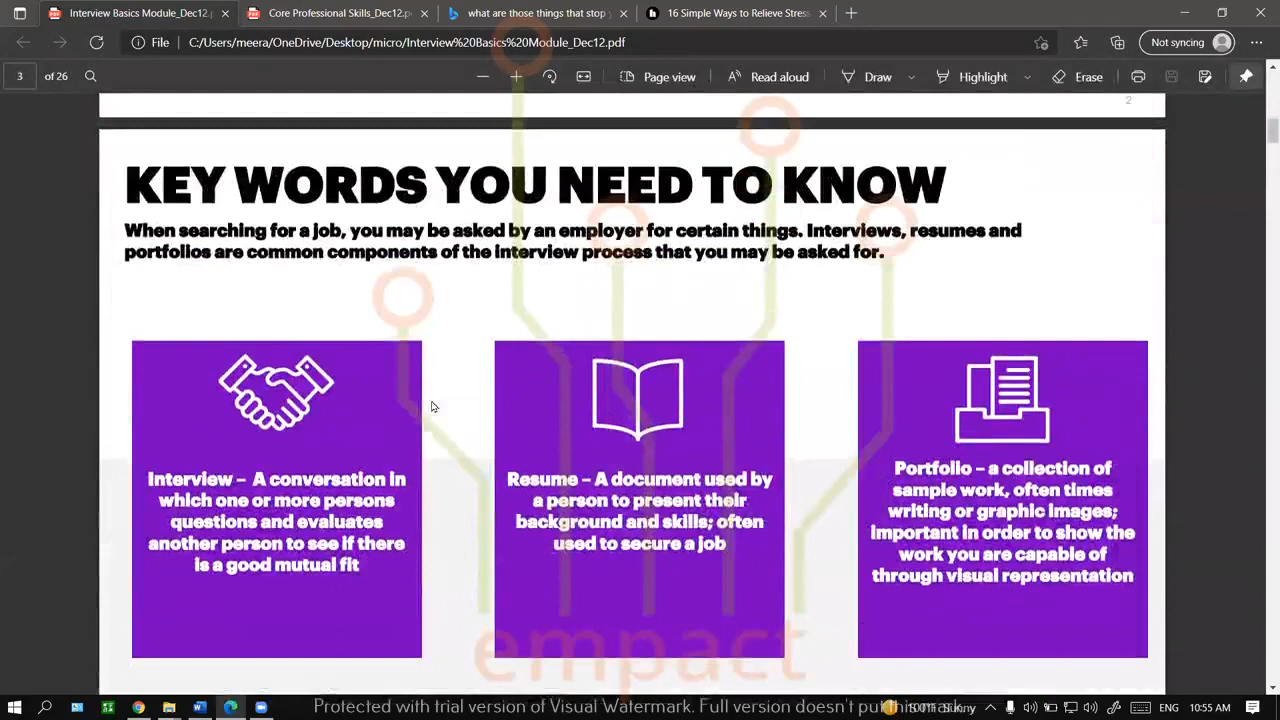 Interview Basics Module_Dec12.p
Core Professional Skills_Dec12.p
what are those things that stop
16 Simple Ways to Relieve Stress
File
C:/Users/meera/OneDrive/Desktop/micro/Interview%20Basics%20Module_Dec12.pdf
Not syncing
3 of 26
Page view
Read aloud
Draw
Highlight
Erase
2
KEY WORDS YOU NEED TO KNOW
When searching for a job, you may be asked by an employer for certain things. Interviews, resumes and
portfolios are common components of the interview process that you may be asked for.
Interview – A conversation in
which one or more persons
questions and evaluates
another person to see if there
is a good mutual fit
Resume – A document used by
a person to present their
background and skills; often
used to secure a job
Portfolio – a collection of
sample work, often times
writing or graphic images;
important in order to show the
work you are capable of
through visual representation
empact
Protected with trial version of Visual Watermark. Full version doesn't put this mark.
Sunny
ENG
10:55 AM